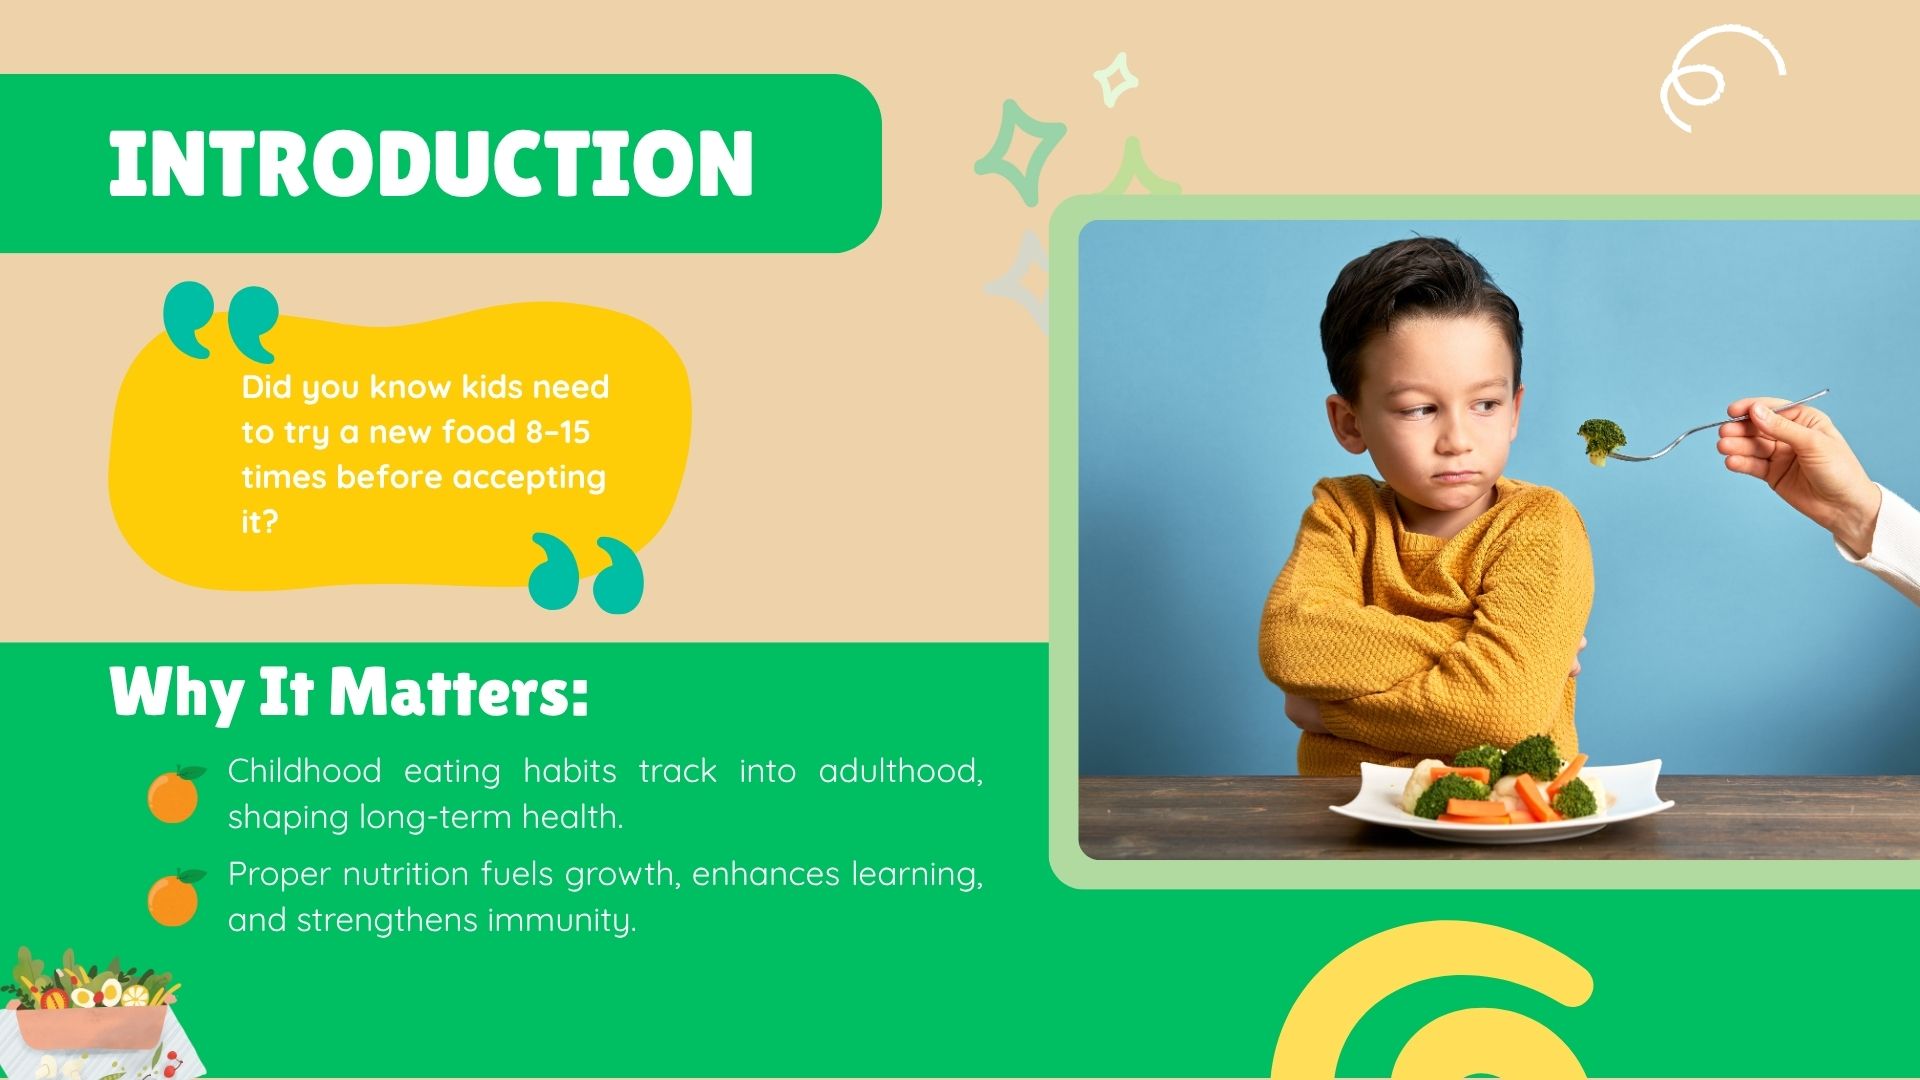 INTRODUCTION
Did you know kids need
to try a new food 8–15
times before accepting
it?
Why It Matters:
Childhood eating habits track into adulthood,
shaping long-term health.
Proper nutrition fuels growth, enhances learning,
and strengthens immunity.